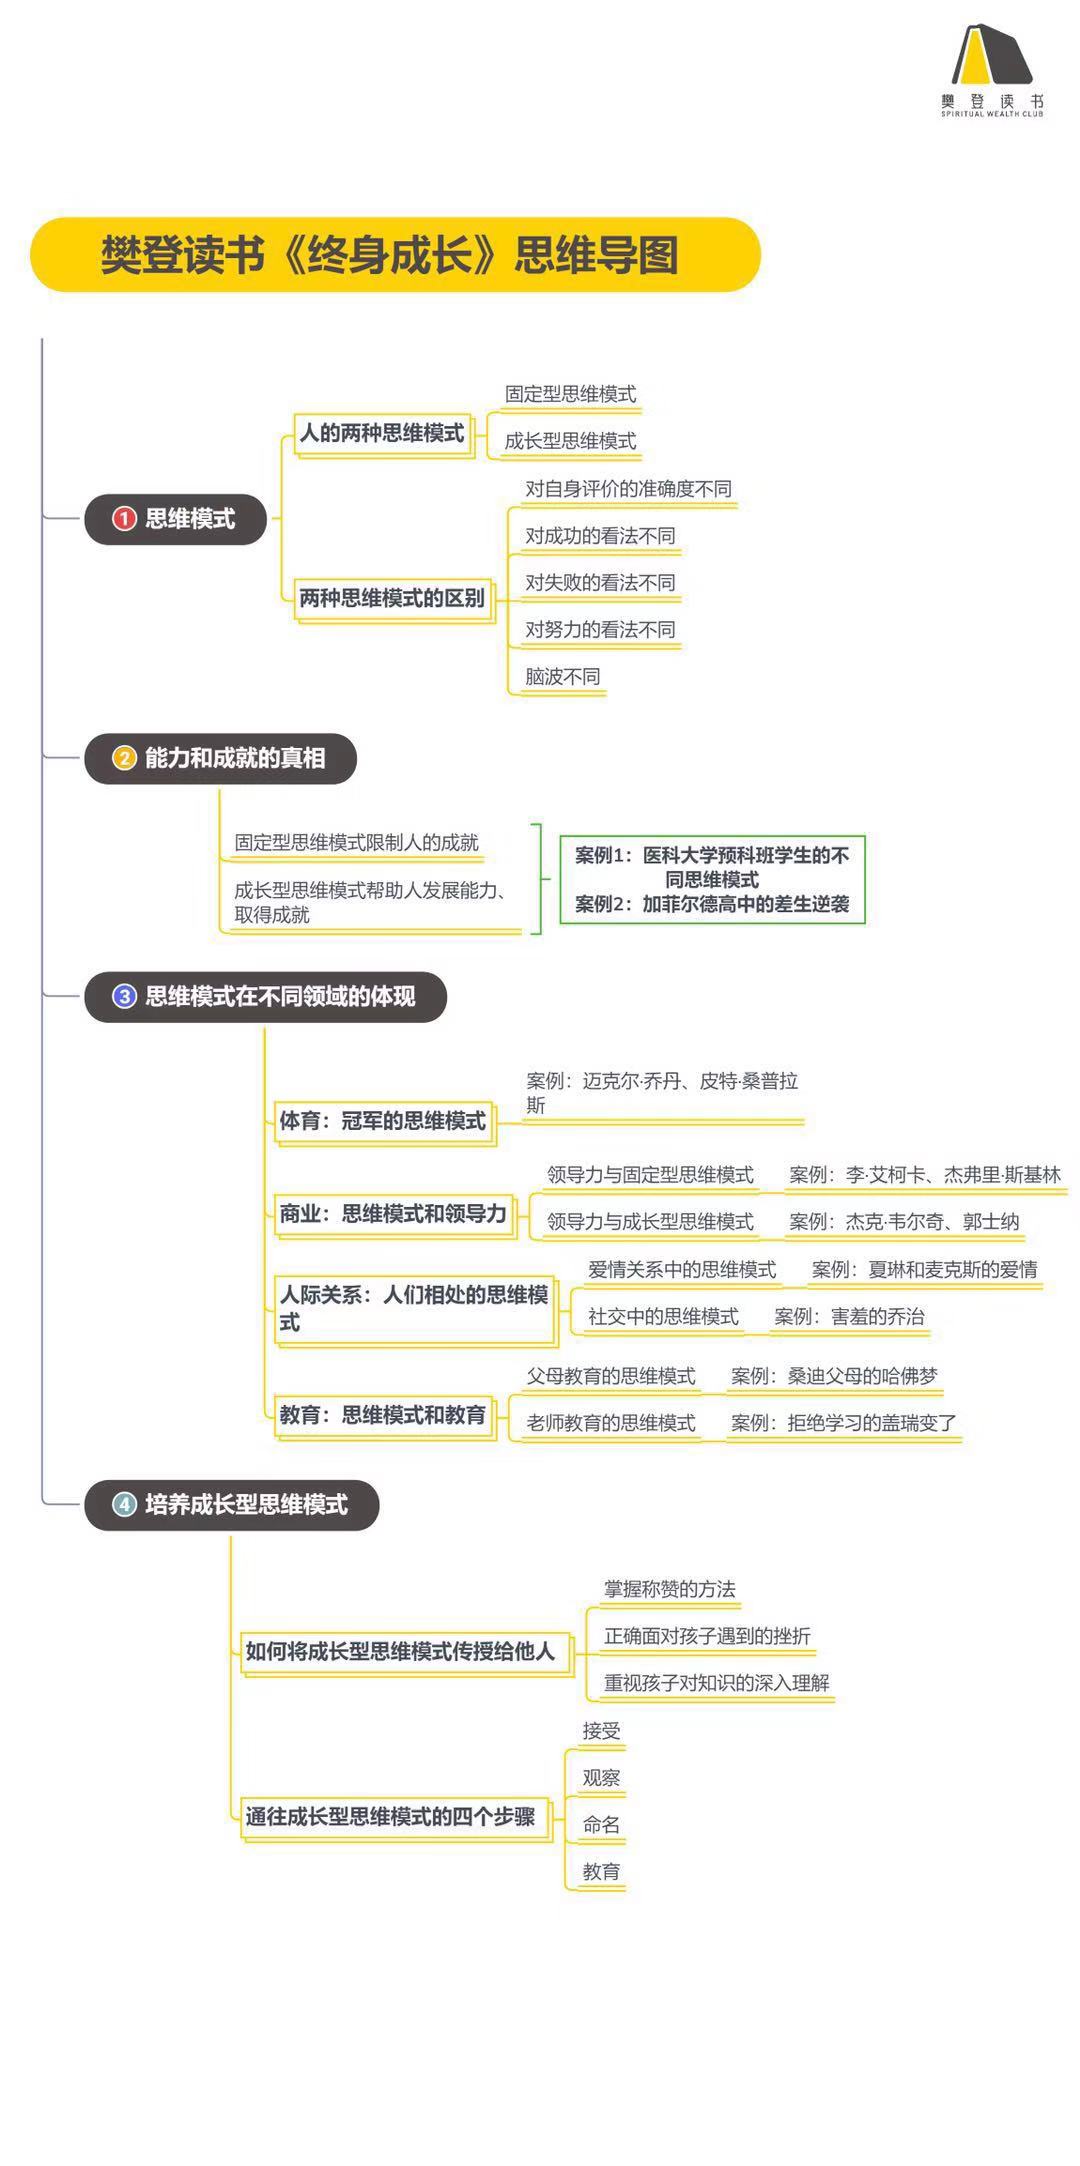 樊登读书
SPIRITUAL WEALTH CLUB
樊登读书《终身成长》思维导图
1 思维模式
人的两种思维模式
固定型思维模式
成长型思维模式
两种思维模式的区别
对自身评价的准确度不同
对成功的看法不同
对失败的看法不同
对努力的看法不同
脑波不同
2 能力和成就的真相
固定型思维模式限制人的成就
成长型思维模式帮助人发展能力、
取得成就
案例1：医科大学预科班学生的不
同思维模式
案例2：加菲尔德高中的差生逆袭
3 思维模式在不同领域的体现
体育：冠军的思维模式
案例：迈克尔·乔丹、皮特·桑普拉
斯
商业：思维模式和领导力
领导力与固定型思维模式
案例：李·艾柯卡、杰弗里·斯基林
领导力与成长型思维模式
案例：杰克·韦尔奇、郭士纳
人际关系：人们相处的思维模
式
爱情关系中的思维模式
案例：夏琳和麦克斯的爱情
社交中的思维模式
案例：害羞的乔治
教育：思维模式和教育
父母教育的思维模式
案例：桑迪父母的哈佛梦
老师教育的思维模式
案例：拒绝学习的盖瑞变了
4 培养成长型思维模式
如何将成长型思维模式传授给他人
掌握称赞的方法
正确面对孩子遇到的挫折
重视孩子对知识的深入理解
通往成长型思维模式的四个步骤
接受
观察
命名
教育